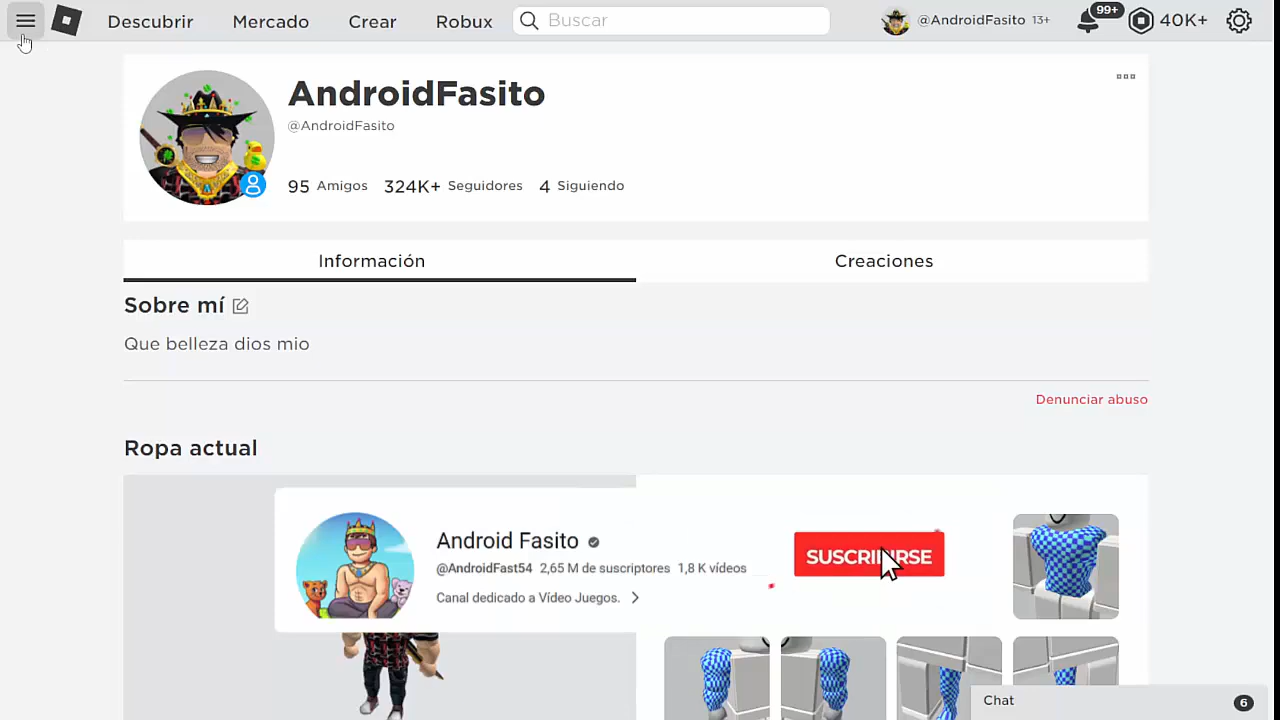 Descubrir Mercado Crear Robux Buscar @AndroidFasito 13+ 99+ 40K+
AndroidFasito
@AndroidFasito
95 Amigos 324K+ Seguidores 4 Siguiendo
Información Creaciones
Sobre mí
Que belleza dios mio
Denunciar abuso
Ropa actual
Android Fasito
@AndroidFast54 2,65 M de suscriptores 1,8 K vídeos
Canal dedicado a Vídeo Juegos.
SUSCRIBIRSE
Chat 6